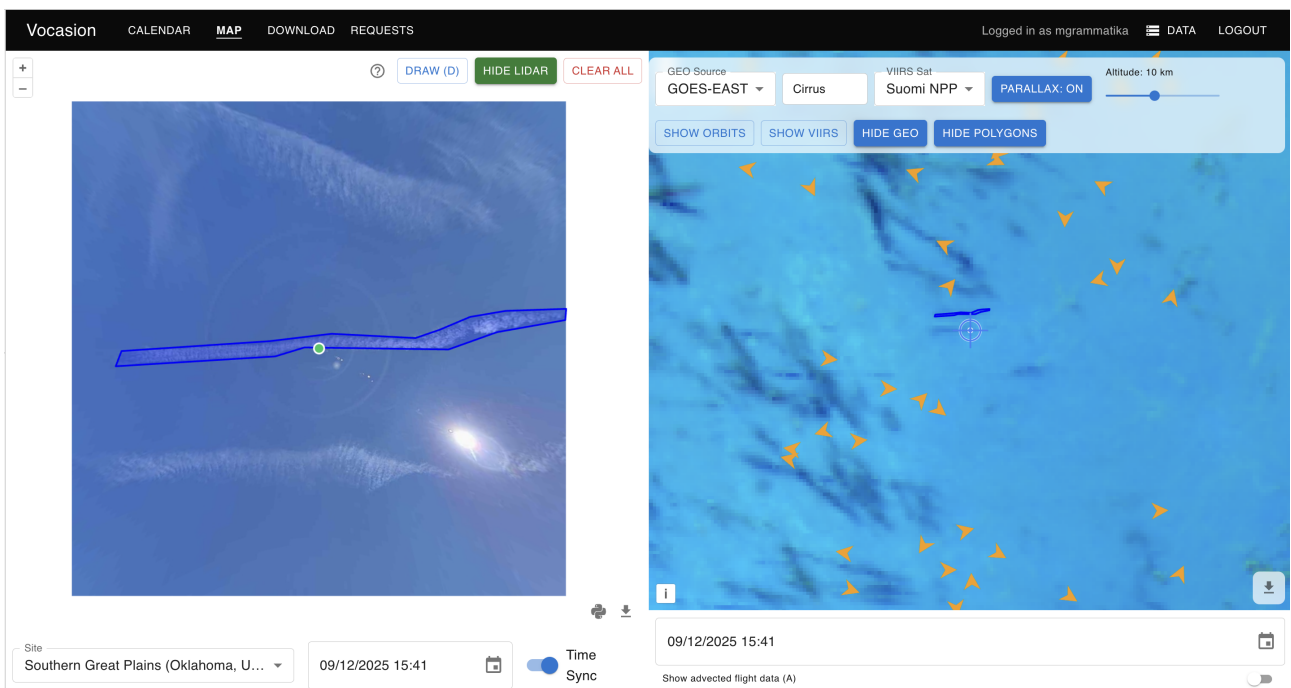 Vocasion CALENDAR MAP DOWNLOAD REQUESTS Logged in as mgrammatika DATA LOGOUT
+
−
DRAW (D) HIDE LIDAR CLEAR ALL
GEO Source
GOES-EAST
Cirrus
VIIRS Sat
Suomi NPP
PARALLAX: ON
Altitude: 10 km
SHOW ORBITS SHOW VIIRS HIDE GEO HIDE POLYGONS
i
Site
Southern Great Plains (Oklahoma, U...
09/12/2025 15:41
Time
Sync
09/12/2025 15:41
Show advected flight data (A)